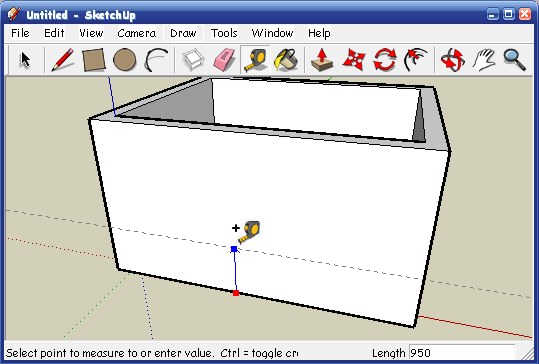 Untitled - SketchUp
File Edit View Camera Draw Tools Window Help
Select point to measure to or enter value. Ctrl = toggle cr
Length 950